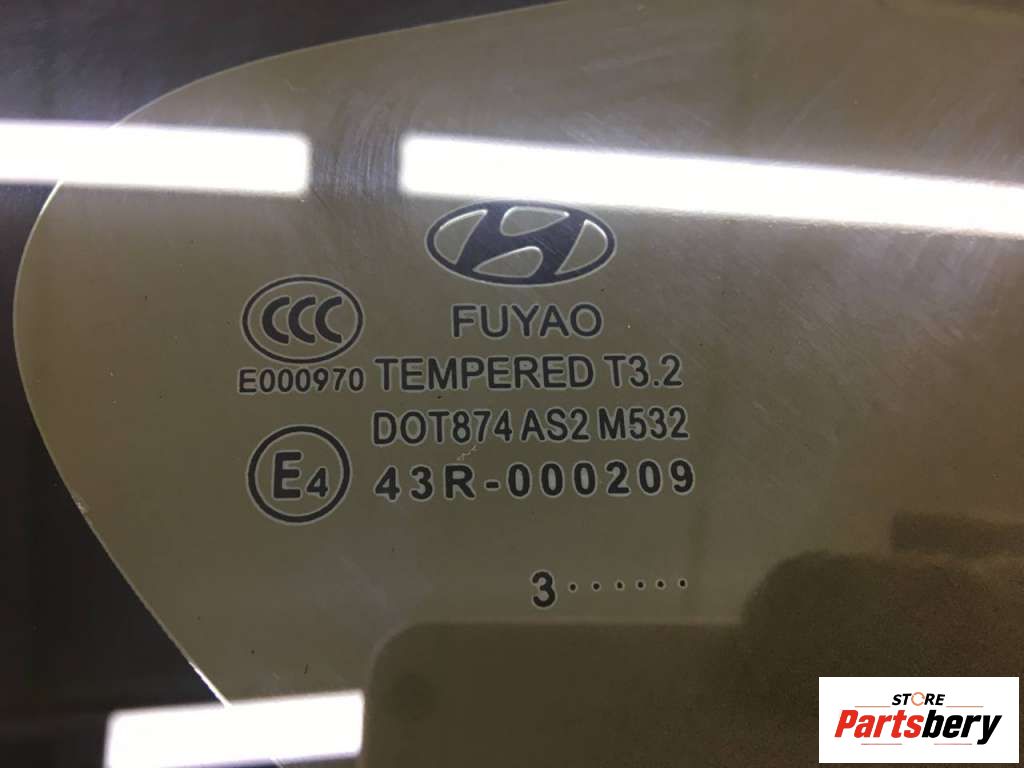 CCC
FUYAO
E000970 TEMPERED T3.2
DOT874 AS2 M532
E4 43R-000209
3 · · · · · ·
STORE
Partsbery